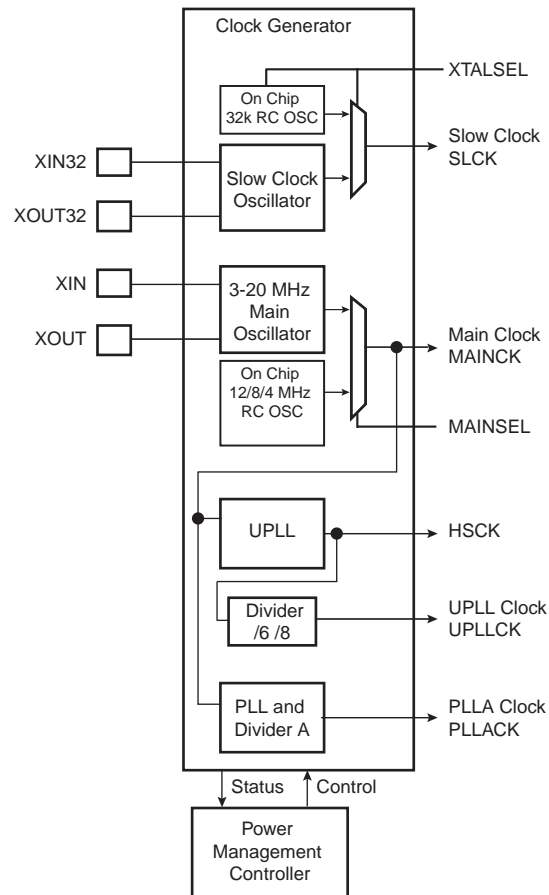 Clock Generator
XTALSEL
On Chip
32k RC OSC
Slow Clock
SLCK
XIN32
Slow Clock
Oscillator
XOUT32
XIN
3-20 MHz
Main
Oscillator
XOUT
Main Clock
MAINCK
On Chip
12/8/4 MHz
RC OSC
MAINSEL
UPLL
HSCK
Divider
/6 /8
UPLL Clock
UPLLCK
PLL and
Divider A
PLLA Clock
PLLACK
Status
Control
Power
Management
Controller